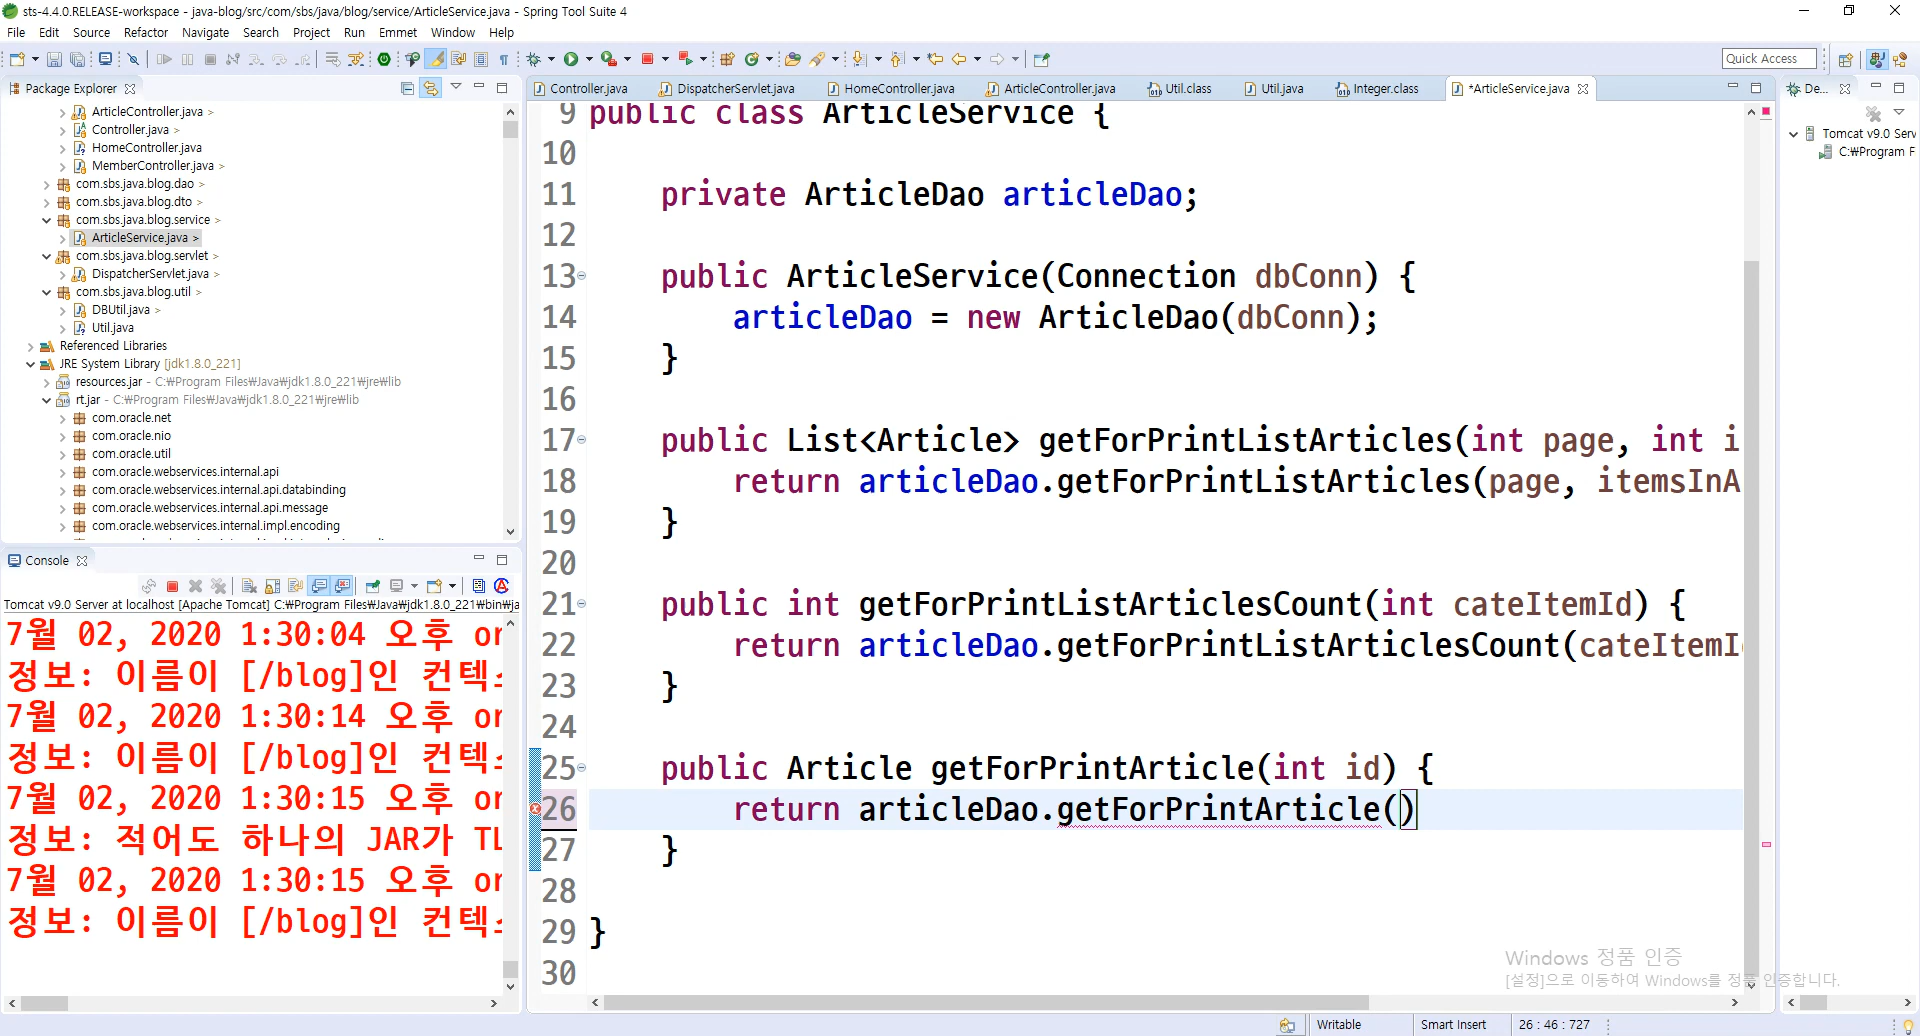 sts-4.4.0.RELEASE-workspace - java-blog/src/com/sbs/java/blog/service/ArticleService.java - Spring Tool Suite 4
File Edit Source Refactor Navigate Search Project Run Emmet Window Help
Quick Access
Package Explorer
ArticleController.java >
Controller.java >
HomeController.java
MemberController.java >
com.sbs.java.blog.dao >
com.sbs.java.blog.dto >
com.sbs.java.blog.service >
ArticleService.java >
com.sbs.java.blog.servlet >
DispatcherServlet.java >
com.sbs.java.blog.util >
DBUtil.java >
Util.java
Referenced Libraries
JRE System Library [jdk1.8.0_221]
resources.jar - C:₩Program Files₩Java₩jdk1.8.0_221₩jre₩lib
rt.jar - C:₩Program Files₩Java₩jdk1.8.0_221₩jre₩lib
com.oracle.net
com.oracle.nio
com.oracle.util
com.oracle.webservices.internal.api
com.oracle.webservices.internal.api.databinding
com.oracle.webservices.internal.api.message
com.oracle.webservices.internal.impl.encoding
Console
Tomcat v9.0 Server at localhost [Apache Tomcat] C:₩Program Files₩Java₩jdk1.8.0_221₩bin₩ja
7월 02, 2020 1:30:04 오후 or
정보: 이름이 [/blog]인 컨텍
7월 02, 2020 1:30:14 오후 or
정보: 이름이 [/blog]인 컨텍
7월 02, 2020 1:30:15 오후 or
정보: 적어도 하나의 JAR가 TL
7월 02, 2020 1:30:15 오후 or
정보: 이름이 [/blog]인 컨텍
Controller.java DispatcherServlet.java HomeController.java ArticleController.java Util.class Util.java Integer.class *ArticleService.java
9 public class ArticleService {
10
11 private ArticleDao articleDao;
12
13 public ArticleService(Connection dbConn) {
14 articleDao = new ArticleDao(dbConn);
15 }
16
17 public List<Article> getForPrintListArticles(int page, int i
18 return articleDao.getForPrintListArticles(page, itemsInA
19 }
20
21 public int getForPrintListArticlesCount(int cateItemId) {
22 return articleDao.getForPrintListArticlesCount(cateItemI
23 }
24
25 public Article getForPrintArticle(int id) {
26 return articleDao.getForPrintArticle()
27 }
28
29 }
30
De...
Tomcat v9.0 Serv
C:₩Program F
Windows 정품 인증
[설정]으로 이동하여 Windows를 정품 인증합니다.
Writable Smart Insert 26 : 46 : 727